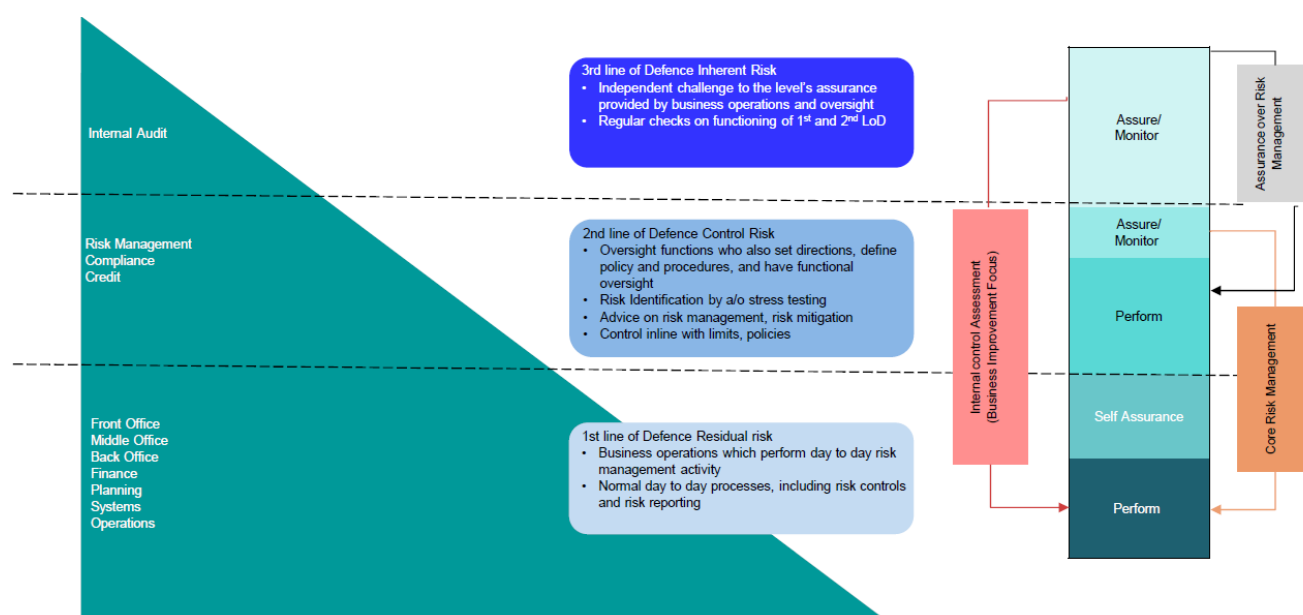 Internal Audit
Risk Management
Compliance
Credit
Front Office
Middle Office
Back Office
Finance
Planning
Systems
Operations
3rd line of Defence Inherent Risk
• Independent challenge to the level's assurance
provided by business operations and oversight
• Regular checks on functioning of 1st and 2nd LoD
2nd line of Defence Control Risk
• Oversight functions who also set directions, define
policy and procedures, and have functional
oversight
• Risk Identification by a/o stress testing
• Advice on risk management, risk mitigation
• Control inline with limits, policies
1st line of Defence Residual risk
• Business operations which perform day to day risk
management activity
• Normal day to day processes, including risk controls
and risk reporting
Internal control Assessment
(Business Improvement Focus)
Assure/
Monitor
Assure/
Monitor
Perform
Self Assurance
Perform
Assurance over Risk
Management
Core Risk Management